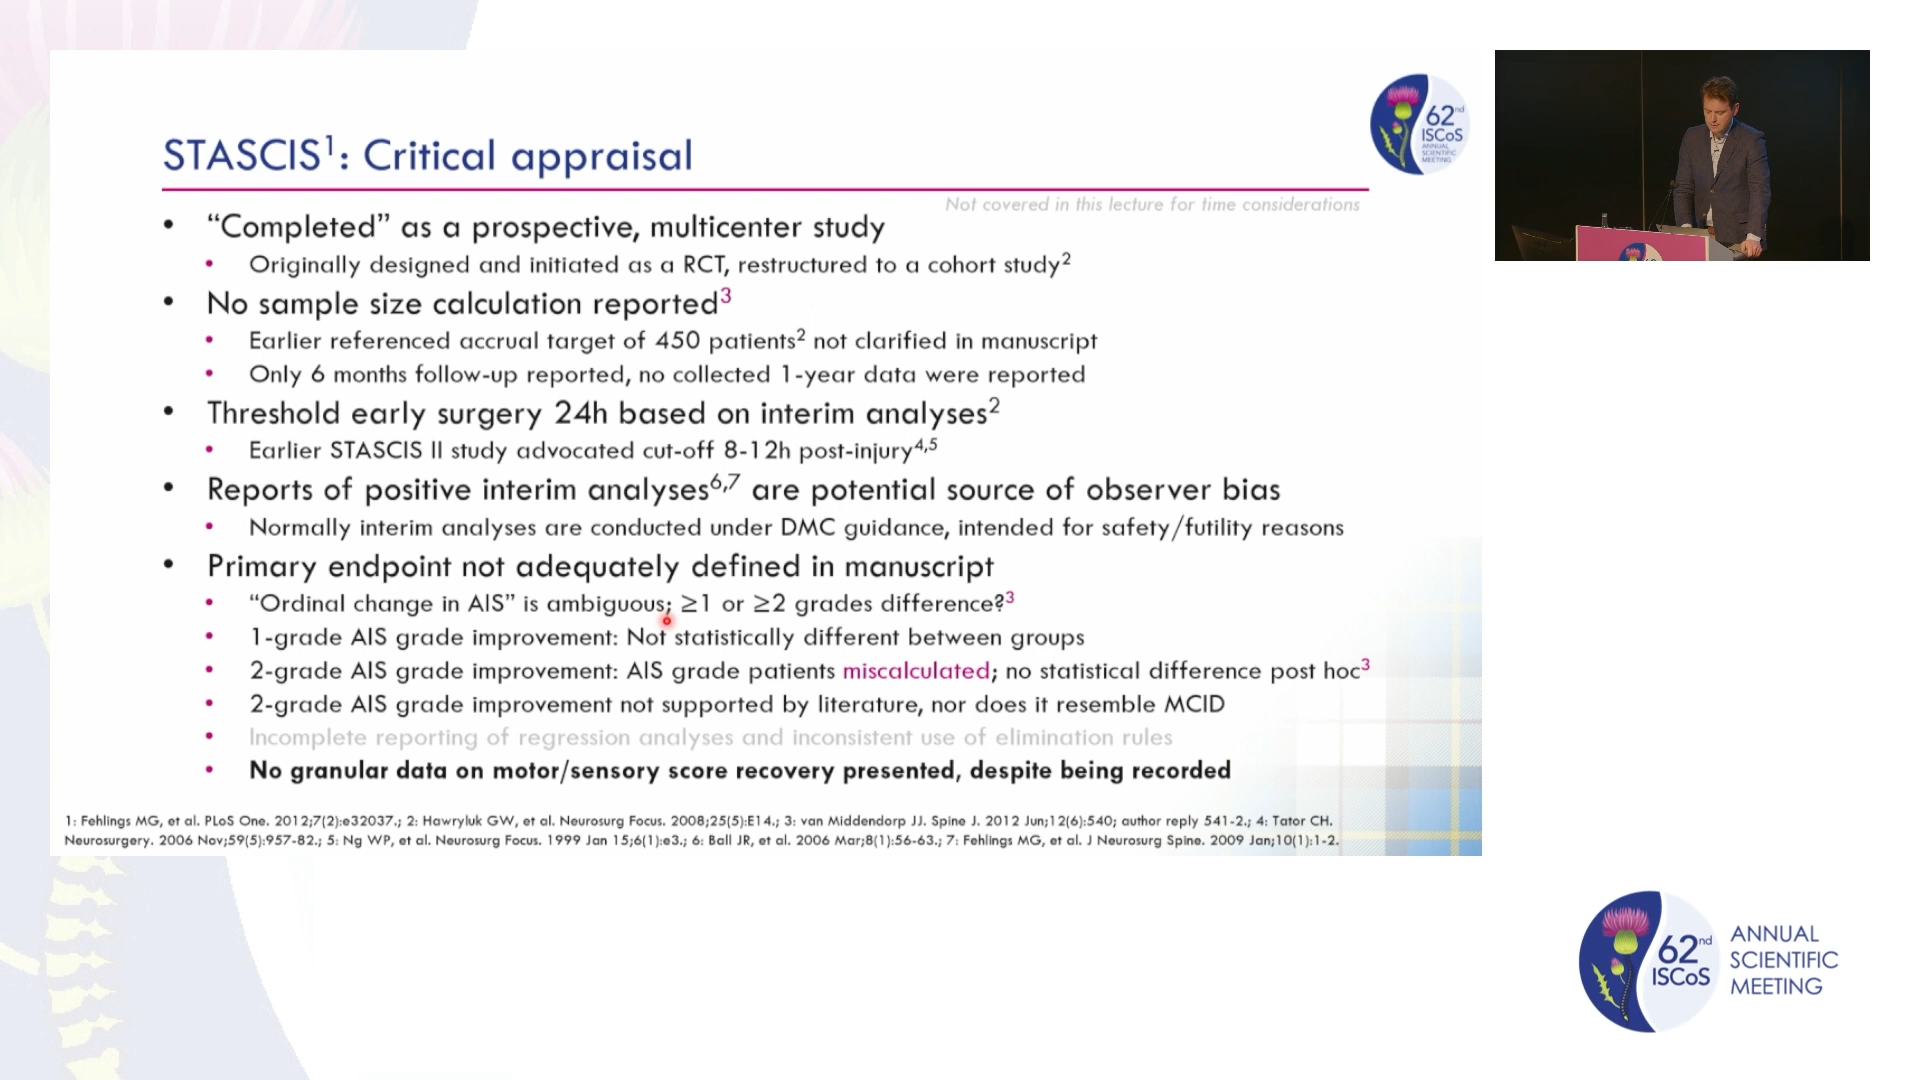 STASCIS1: Critical appraisal
62nd
ISCoS
ANNUAL
SCIENTIFIC
MEETING
Not covered in this lecture for time considerations
• “Completed” as a prospective, multicenter study
• Originally designed and initiated as a RCT, restructured to a cohort study2
• No sample size calculation reported3
• Earlier referenced accrual target of 450 patients2 not clarified in manuscript
• Only 6 months follow-up reported, no collected 1-year data were reported
• Threshold early surgery 24h based on interim analyses2
• Earlier STASCIS II study advocated cut-off 8-12h post-injury4,5
• Reports of positive interim analyses6,7 are potential source of observer bias
• Normally interim analyses are conducted under DMC guidance, intended for safety/futility reasons
• Primary endpoint not adequately defined in manuscript
• “Ordinal change in AIS” is ambiguous; ≥1 or ≥2 grades difference?3
• 1-grade AIS grade improvement: Not statistically different between groups
• 2-grade AIS grade improvement: AIS grade patients miscalculated; no statistical difference post hoc3
• 2-grade AIS grade improvement not supported by literature, nor does it resemble MCID
• Incomplete reporting of regression analyses and inconsistent use of elimination rules
• No granular data on motor/sensory score recovery presented, despite being recorded
1: Fehlings MG, et al. PLoS One. 2012;7(2):e32037.; 2: Hawryluk GW, et al. Neurosurg Focus. 2008;25(5):E14.; 3: van Middendorp JJ. Spine J. 2012 Jun;12(6):540; author reply 541-2.; 4: Tator CH.
Neurosurgery. 2006 Nov;59(5):957-82.; 5: Ng WP, et al. Neurosurg Focus. 1999 Jan 15;6(1):e3.; 6: Ball JR, et al. 2006 Mar;8(1):56-63.; 7: Fehlings MG, et al. J Neurosurg Spine. 2009 Jan;10(1):1-2.
62nd
ISCoS
ANNUAL
SCIENTIFIC
MEETING